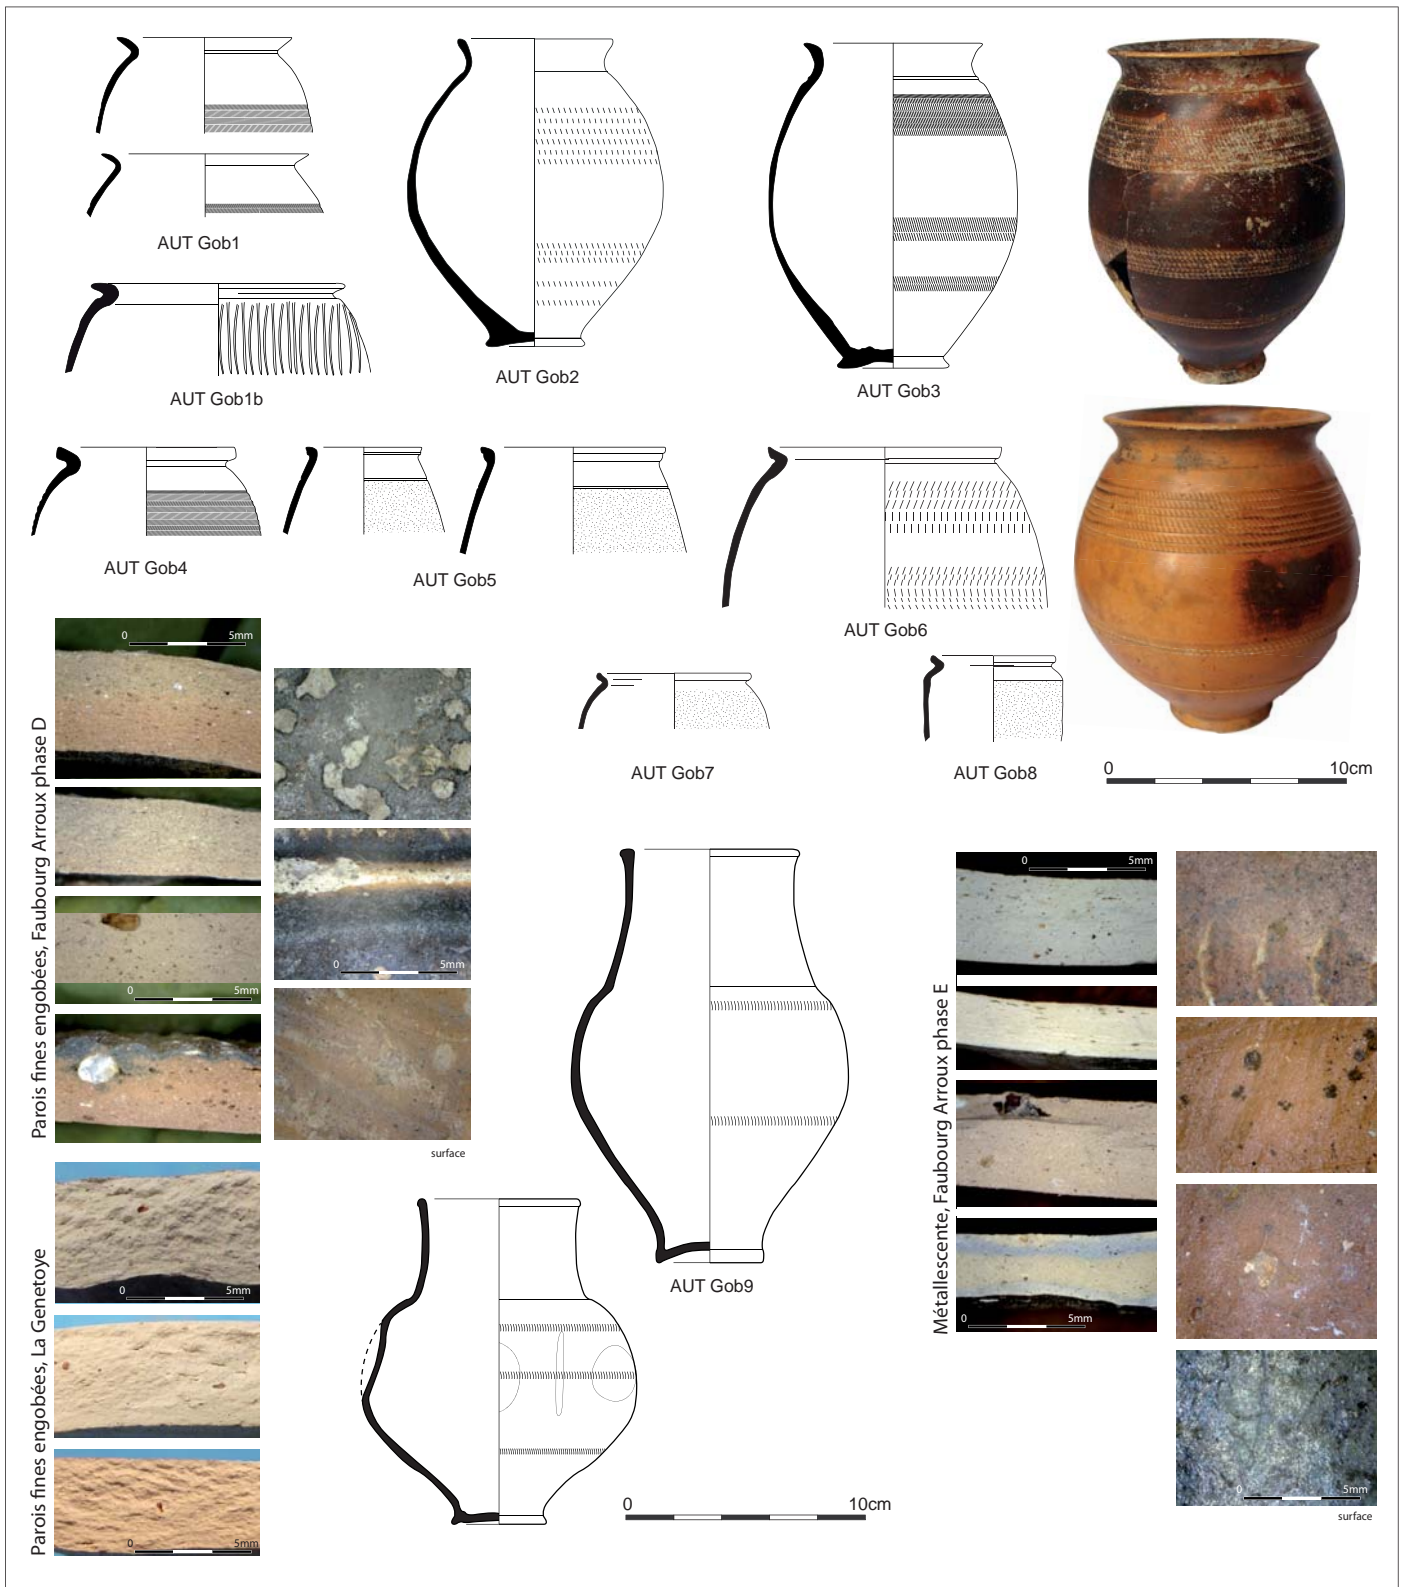 AUT Gob1
AUT Gob1b
AUT Gob2
AUT Gob3
AUT Gob4
AUT Gob5
AUT Gob6
AUT Gob7
AUT Gob8
0 10cm
Parois fines engobées, Faubourg Arroux phase D
0 5mm
0 5mm
0 5mm
surface
Parois fines engobées, La Genetoye
0 5mm
0 5mm
AUT Gob9
0 10cm
Métallescente, Faubourg Arroux phase E
0 5mm
0 5mm
0 5mm
surface